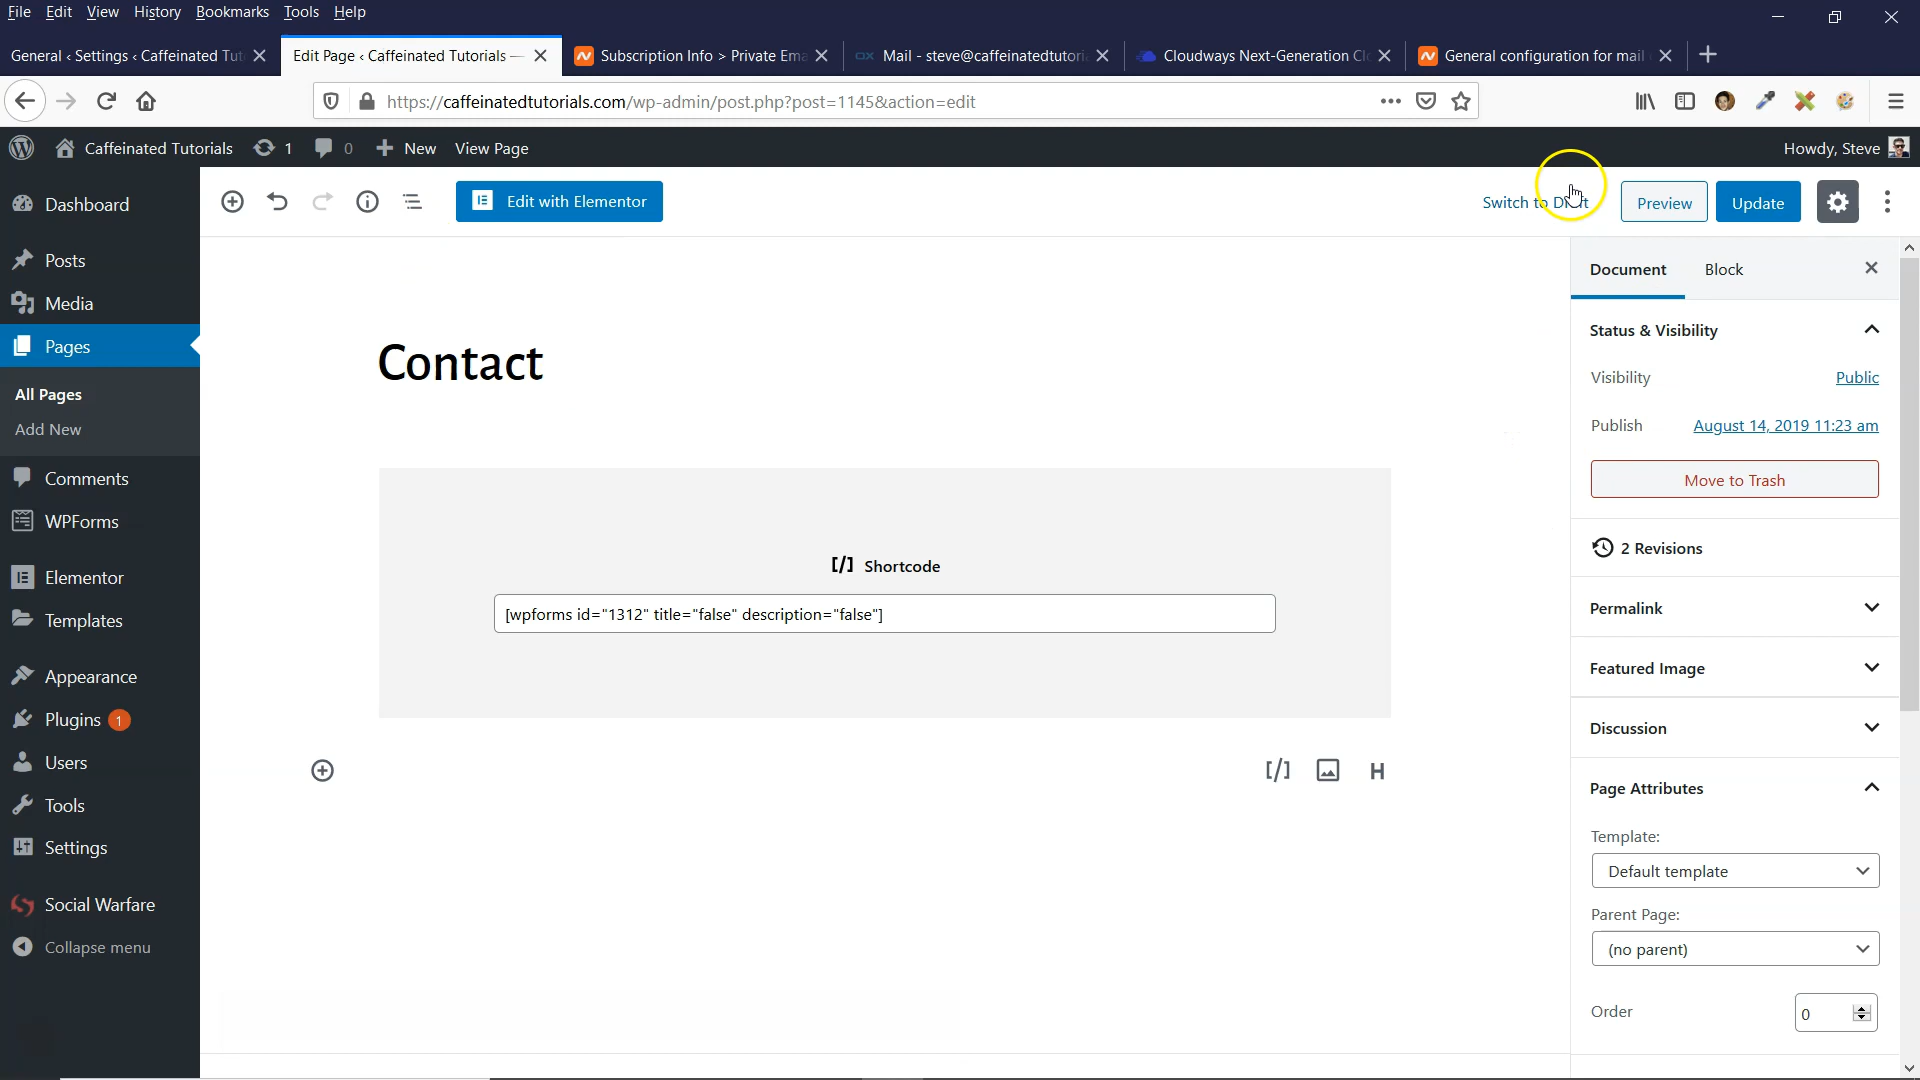 File Edit View History Bookmarks Tools Help
General ‹ Settings ‹ Caffeinated Tut
Edit Page ‹ Caffeinated Tutorials —
Subscription Info > Private Ema
Mail - steve@caffeinatedtutori
Cloudways Next-Generation Cl
General configuration for mail
https://caffeinatedtutorials.com/wp-admin/post.php?post=1145&action=edit
Caffeinated Tutorials 1 0 New View Page Howdy, Steve
Dashboard
Posts
Media
Pages
All Pages
Add New
Comments
WPForms
Elementor
Templates
Appearance
Plugins 1
Users
Tools
Settings
Social Warfare
Collapse menu
Edit with Elementor
Switch to Draft
Preview
Update
Contact
[/] Shortcode
[wpforms id="1312" title="false" description="false"]
[/] H
Document Block
Status & Visibility
Visibility Public
Publish August 14, 2019 11:23 am
Move to Trash
2 Revisions
Permalink
Featured Image
Discussion
Page Attributes
Template:
Default template
Parent Page:
(no parent)
Order 0